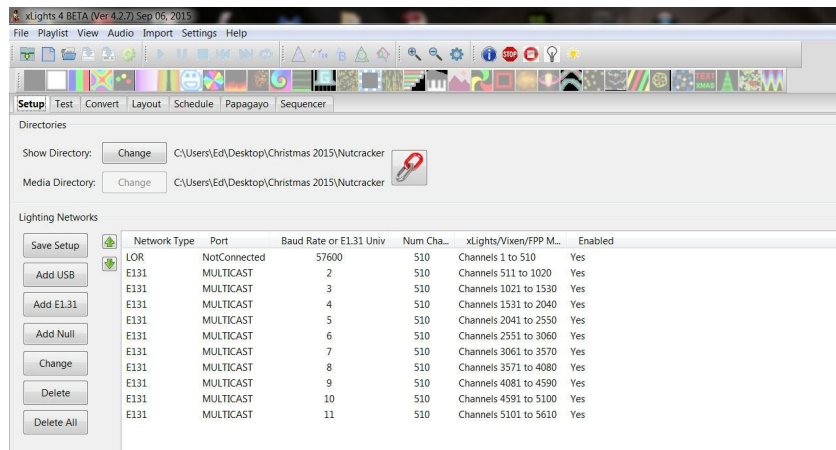 xLights 4 BETA (Ver 4.2.7) Sep 06, 2015
File Playlist View Audio Import Settings Help
STOP
TEXT
XMAS
Setup Test Convert Layout Schedule Papagayo Sequencer
Directories
Show Directory: Change C:\Users\Ed\Desktop\Christmas 2015\Nutcracker
Media Directory: Change C:\Users\Ed\Desktop\Christmas 2015\Nutcracker
Lighting Networks
Save Setup
Add USB
Add E1.31
Add Null
Change
Delete
Delete All
Network Type Port Baud Rate or E1.31 Univ Num Cha... xLights/Vixen/FPP M... Enabled
LOR NotConnected 57600 510 Channels 1 to 510 Yes
E131 MULTICAST 2 510 Channels 511 to 1020 Yes
E131 MULTICAST 3 510 Channels 1021 to 1530 Yes
E131 MULTICAST 4 510 Channels 1531 to 2040 Yes
E131 MULTICAST 5 510 Channels 2041 to 2550 Yes
E131 MULTICAST 6 510 Channels 2551 to 3060 Yes
E131 MULTICAST 7 510 Channels 3061 to 3570 Yes
E131 MULTICAST 8 510 Channels 3571 to 4080 Yes
E131 MULTICAST 9 510 Channels 4081 to 4590 Yes
E131 MULTICAST 10 510 Channels 4591 to 5100 Yes
E131 MULTICAST 11 510 Channels 5101 to 5610 Yes